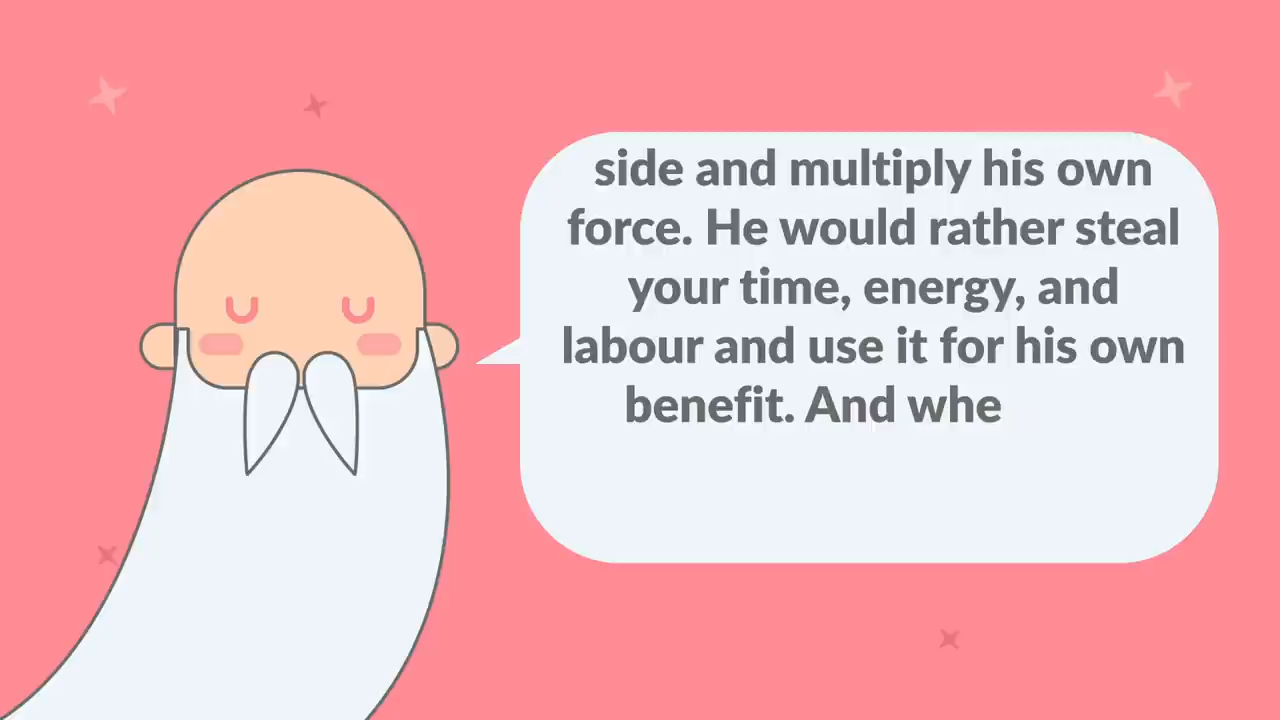 side and multiply his own
force. He would rather steal
your time, energy, and
labour and use it for his own
benefit. And whe